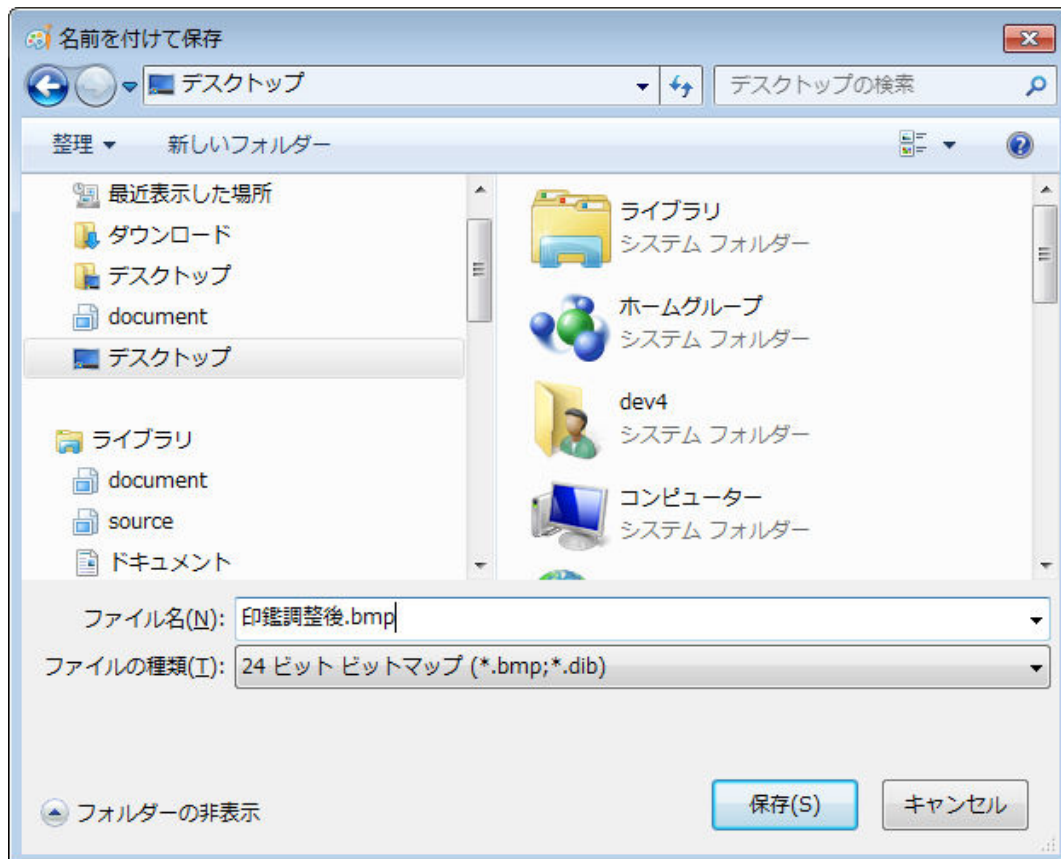 名前を付けて保存
デスクトップ
デスクトップの検索
整理
新しいフォルダー
最近表示した場所
ダウンロード
デスクトップ
document
デスクトップ
ライブラリ
document
source
ドキュメント
ライブラリ
システム フォルダー
ホームグループ
システム フォルダー
dev4
システム フォルダー
コンピューター
システム フォルダー
ファイル名(N): 印鑑調整後.bmp
ファイルの種類(T): 24 ビット ビットマップ (*.bmp;*.dib)
フォルダーの非表示
保存(S)
キャンセル